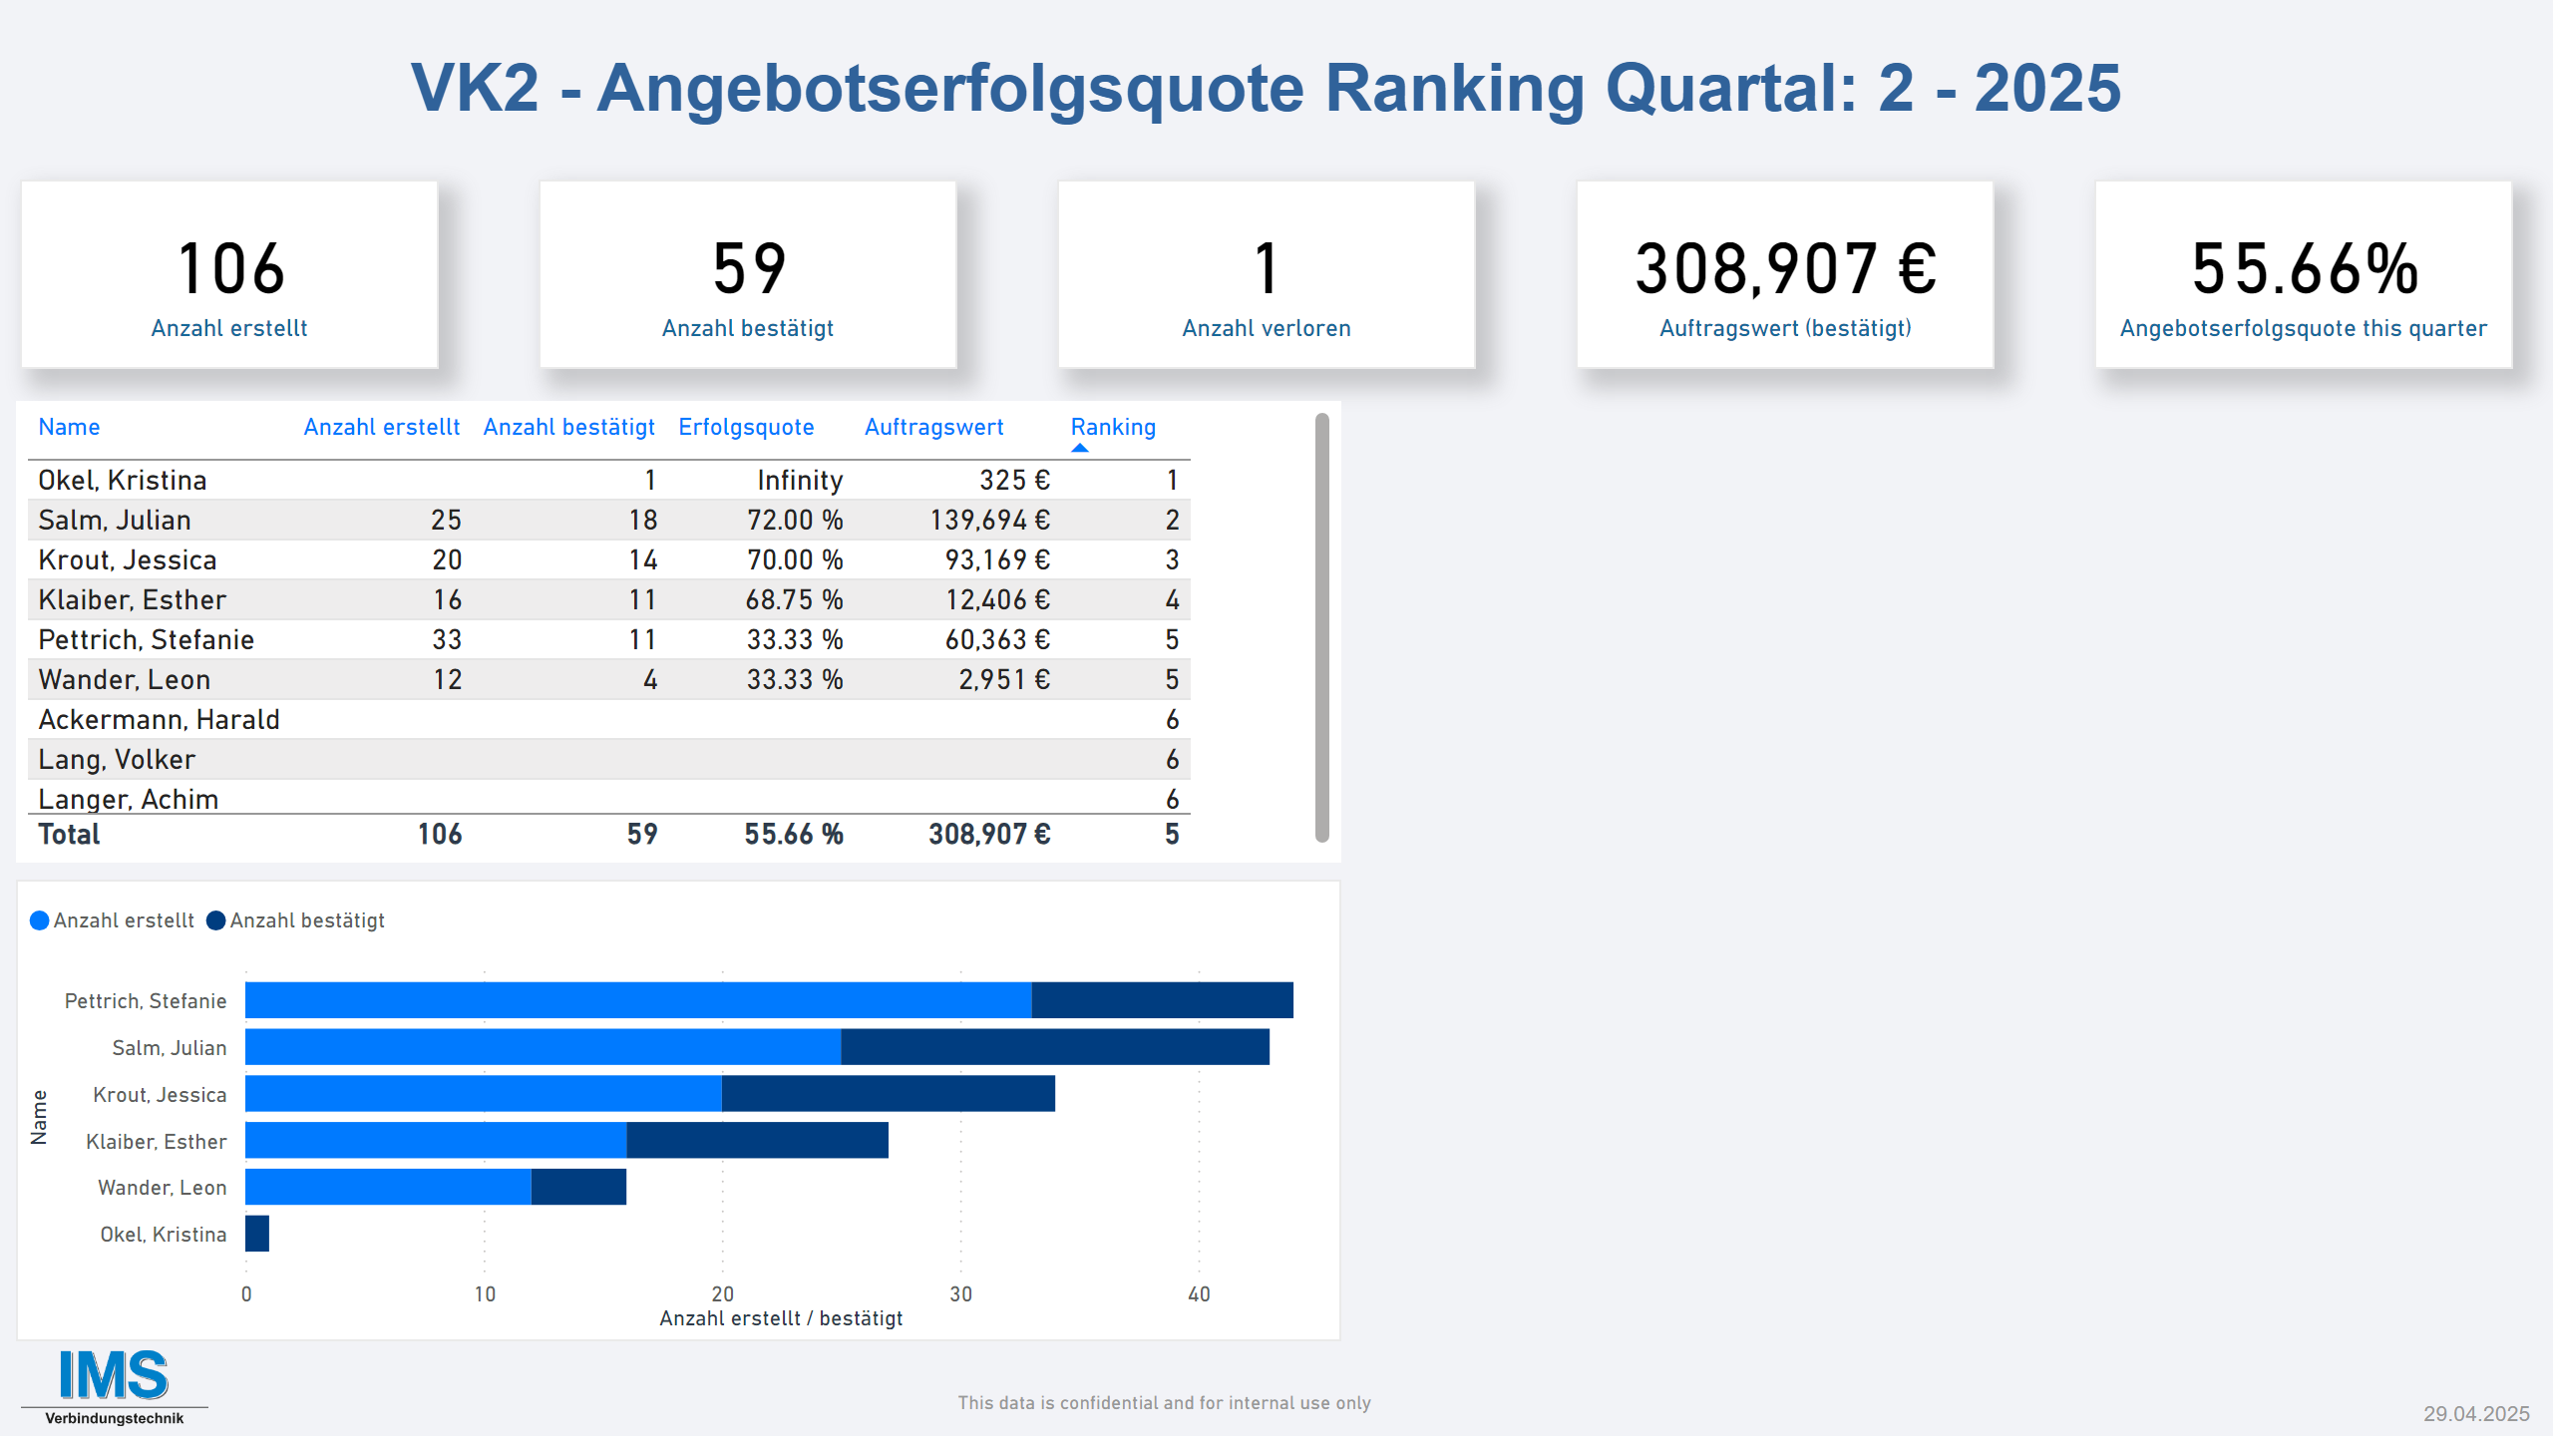 VK2 - Angebotserfolgsquote Ranking Quartal: 2 - 2025
106
Anzahl erstellt
59
Anzahl bestätigt
1
Anzahl verloren
308,907 €
Auftragswert (bestätigt)
55.66%
Angebotserfolgsquote this quarter
Name Anzahl erstellt Anzahl bestätigt Erfolgsquote Auftragswert Ranking
Okel, Kristina 1 Infinity 325 € 1
Salm, Julian 25 18 72.00 % 139,694 € 2
Krout, Jessica 20 14 70.00 % 93,169 € 3
Klaiber, Esther 16 11 68.75 % 12,406 € 4
Pettrich, Stefanie 33 11 33.33 % 60,363 € 5
Wander, Leon 12 4 33.33 % 2,951 € 5
Ackermann, Harald 6
Lang, Volker 6
Langer, Achim 6
Total 106 59 55.66 % 308,907 € 5
Anzahl erstellt Anzahl bestätigt
Name
Pettrich, Stefanie
Salm, Julian
Krout, Jessica
Klaiber, Esther
Wander, Leon
Okel, Kristina
0 10 20 30 40
Anzahl erstellt / bestätigt
IMS
Verbindungstechnik
This data is confidential and for internal use only
29.04.2025